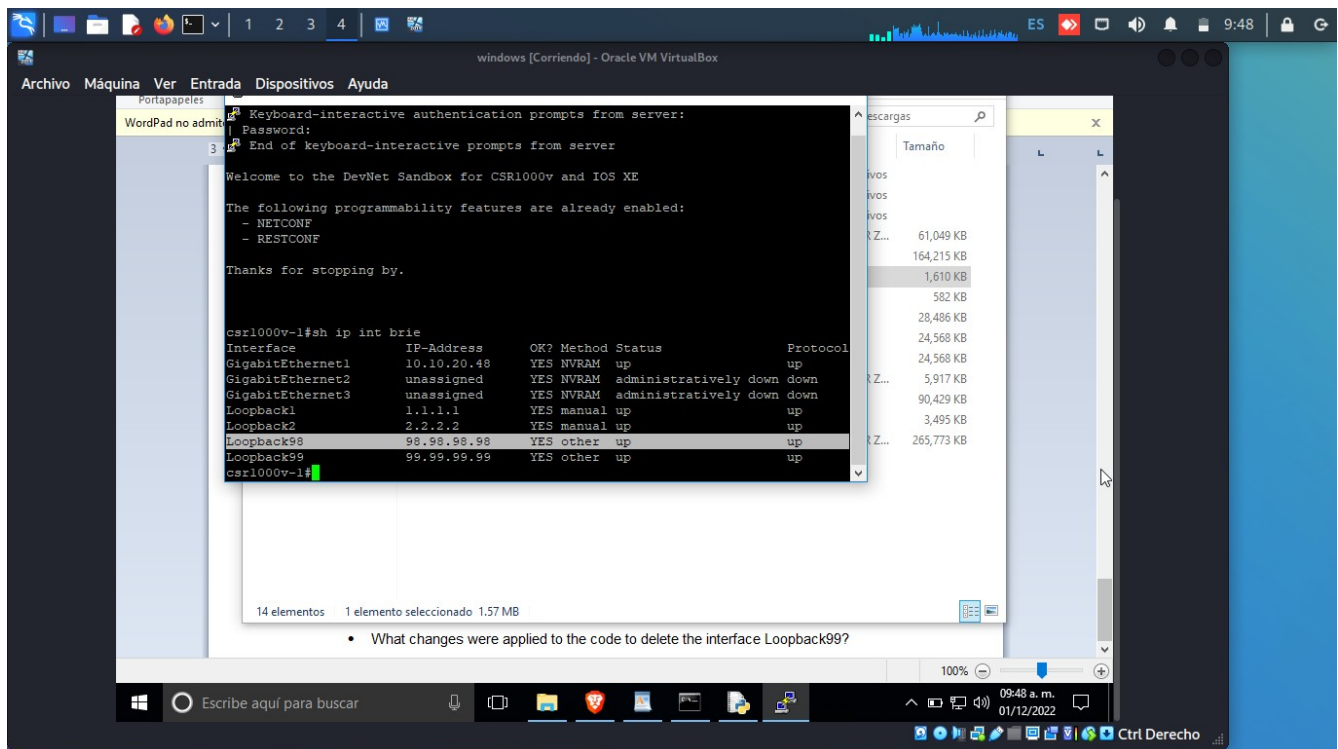 1 2 3 4 ES 9:48
windows [Corriendo] - Oracle VM VirtualBox
Archivo Máquina Ver Entrada Dispositivos Ayuda
Portapapeles
WordPad no admit
escargas
x
3
Tamaño
Keyboard-interactive authentication prompts from server:
| Password:
End of keyboard-interactive prompts from server
Welcome to the DevNet Sandbox for CSR1000v and IOS XE
The following programmability features are already enabled:
- NETCONF
- RESTCONF
Thanks for stopping by.
csr1000v-1#sh ip int brie
Interface IP-Address OK? Method Status Protocol
GigabitEthernet1 10.10.20.48 YES NVRAM up up
GigabitEthernet2 unassigned YES NVRAM administratively down down
GigabitEthernet3 unassigned YES NVRAM administratively down down
Loopback1 1.1.1.1 YES manual up up
Loopback2 2.2.2.2 YES manual up up
Loopback98 98.98.98.98 YES other up up
Loopback99 99.99.99.99 YES other up up
csr1000v-1#
ivos
ivos
ivos
R Z... 61,049 KB
164,215 KB
1,610 KB
582 KB
28,486 KB
24,568 KB
24,568 KB
R Z... 5,917 KB
90,429 KB
3,495 KB
R Z... 265,773 KB
14 elementos 1 elemento seleccionado 1.57 MB
• What changes were applied to the code to delete the interface Loopback99?
100%
Escribe aquí para buscar
09:48 a. m.
01/12/2022
Ctrl Derecho